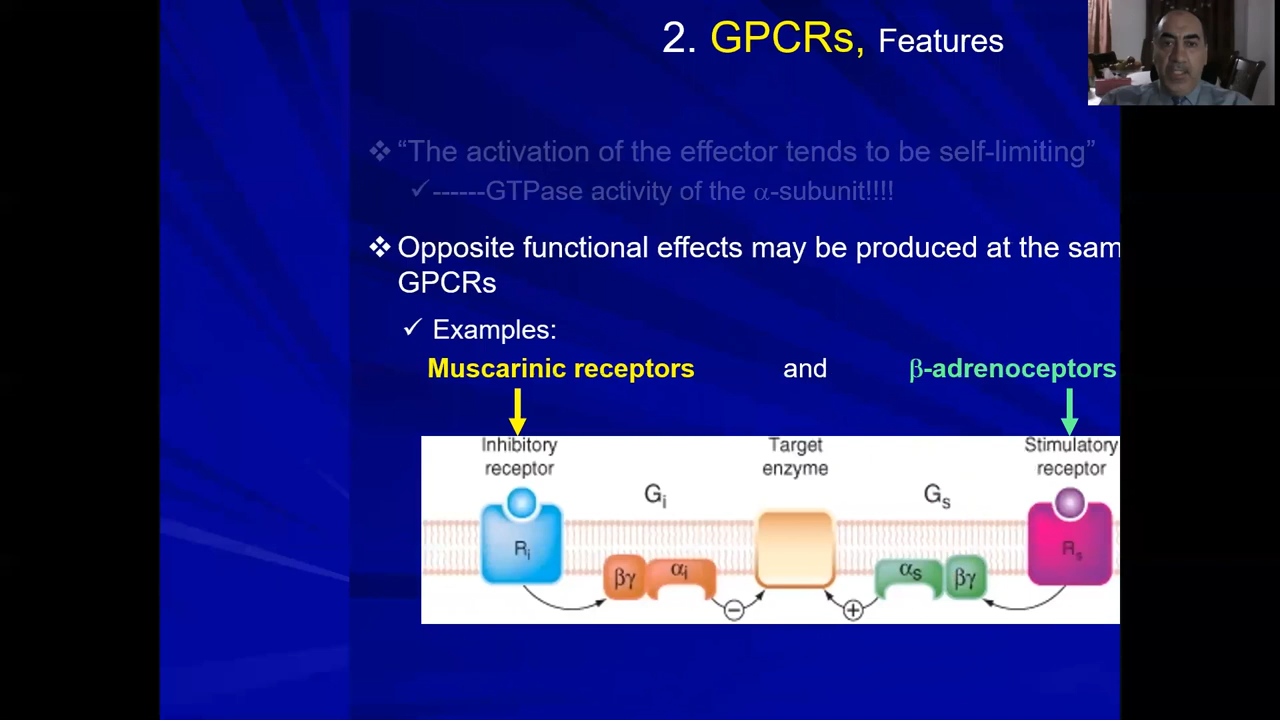 2. GPCRs, Features
❖ “The activation of the effector tends to be self-limiting”
✓ ------GTPase activity of the α-subunit!!!!
❖ Opposite functional effects may be produced at the sam
GPCRs
✓ Examples:
Muscarinic receptors and β-adrenoceptors
Inhibitory receptor
Target enzyme
Stimulatory receptor
Gi
Gs
Ri
βγ
αi
αs
βγ
Rs
−
+